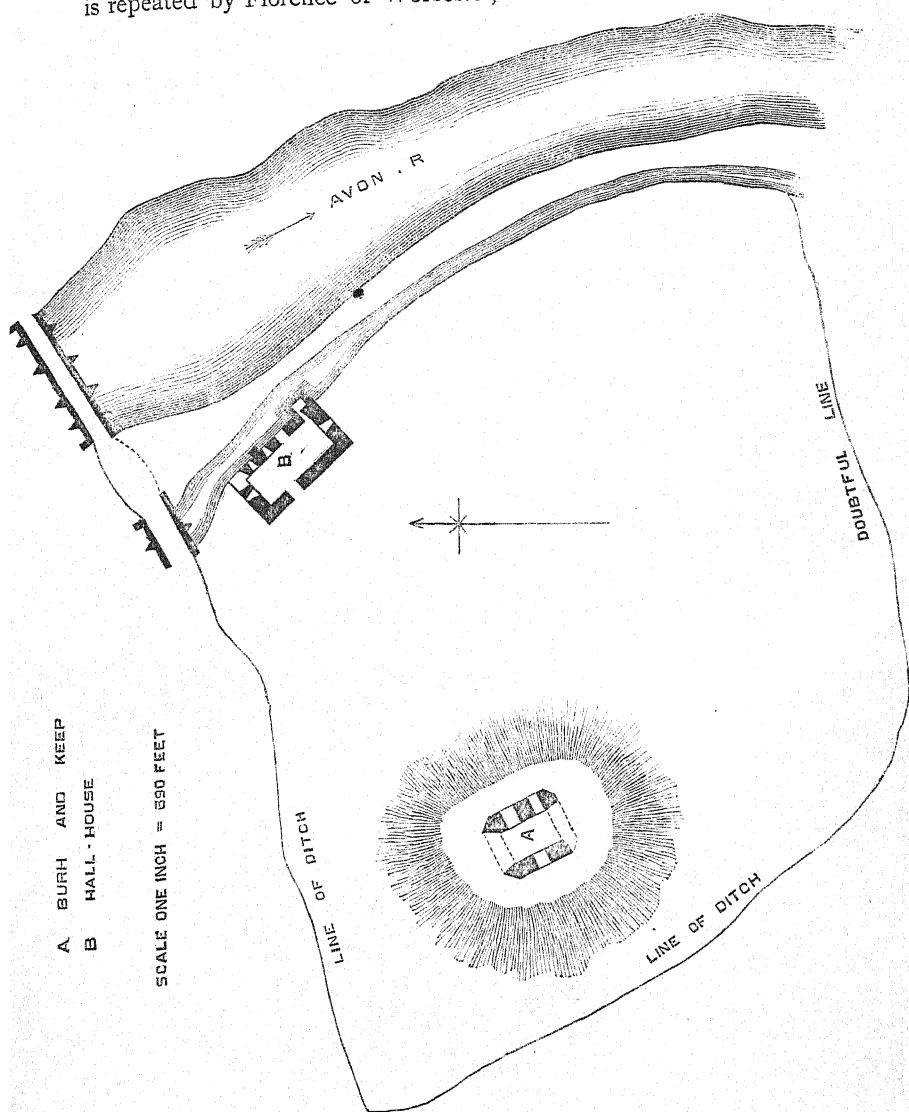 is repeated by Florence of Worcester,
AVON . R
B
LINE
DOUBTFUL
A
LINE OF DITCH
LINE OF DITCH
A BURH AND KEEP
B HALL-HOUSE
SCALE ONE INCH = FEET